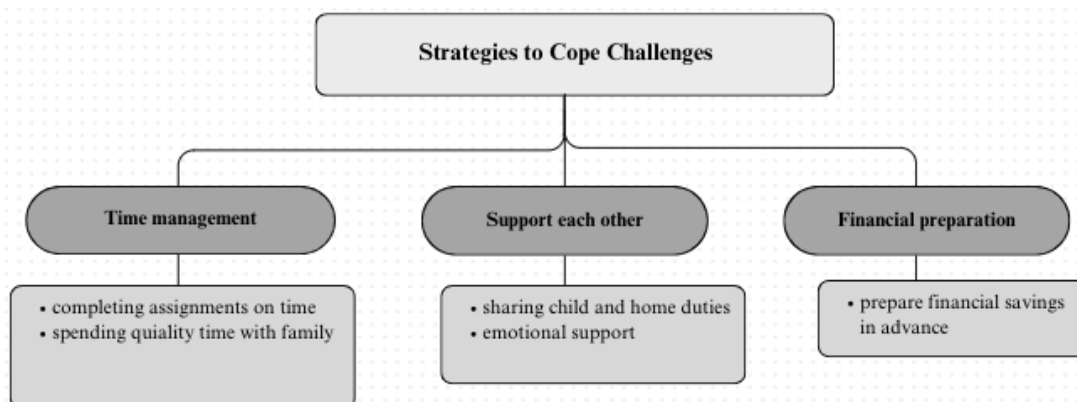 Strategies to Cope Challenges
Time management
• completing assignments on time
• spending quiality time with family
Support each other
• sharing child and home duties
• emotional support
Financial preparation
• prepare financial savings
in advance